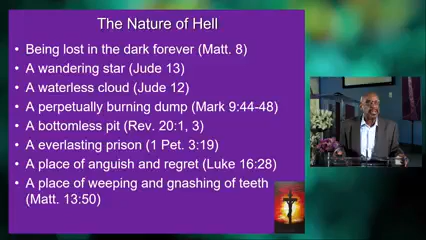 The Nature of Hell
• Being lost in the dark forever (Matt. 8)
• A wandering star (Jude 13)
• A waterless cloud (Jude 12)
• A perpetually burning dump (Mark 9:44-48)
• A bottomless pit (Rev. 20:1, 3)
• A everlasting prison (1 Pet. 3:19)
• A place of anguish and regret (Luke 16:28)
• A place of weeping and gnashing of teeth
(Matt. 13:50)